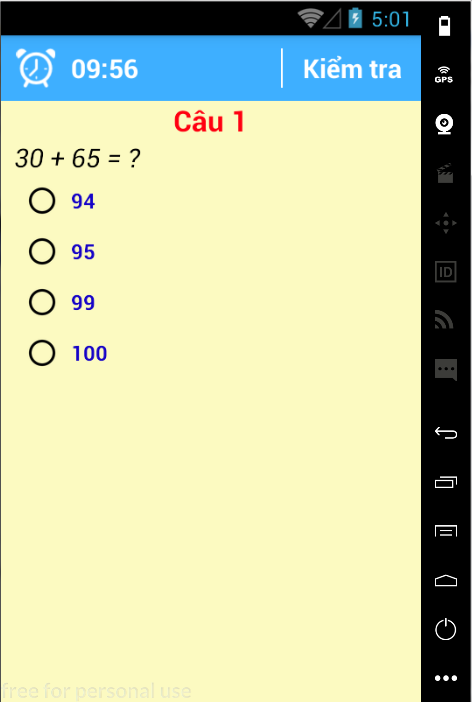 5:01
09:56 Kiểm tra
Câu 1
30 + 65 = ?
94
95
99
100
free for personal use
GPS
ID